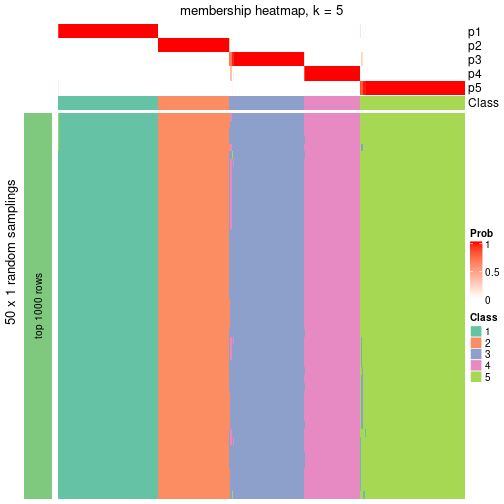 membership heatmap, k = 5
p1
p2
p3
p4
p5
Class
50 x 1 random samplings
top 1000 rows
Prob
1
0.5
0
Class
1
2
3
4
5